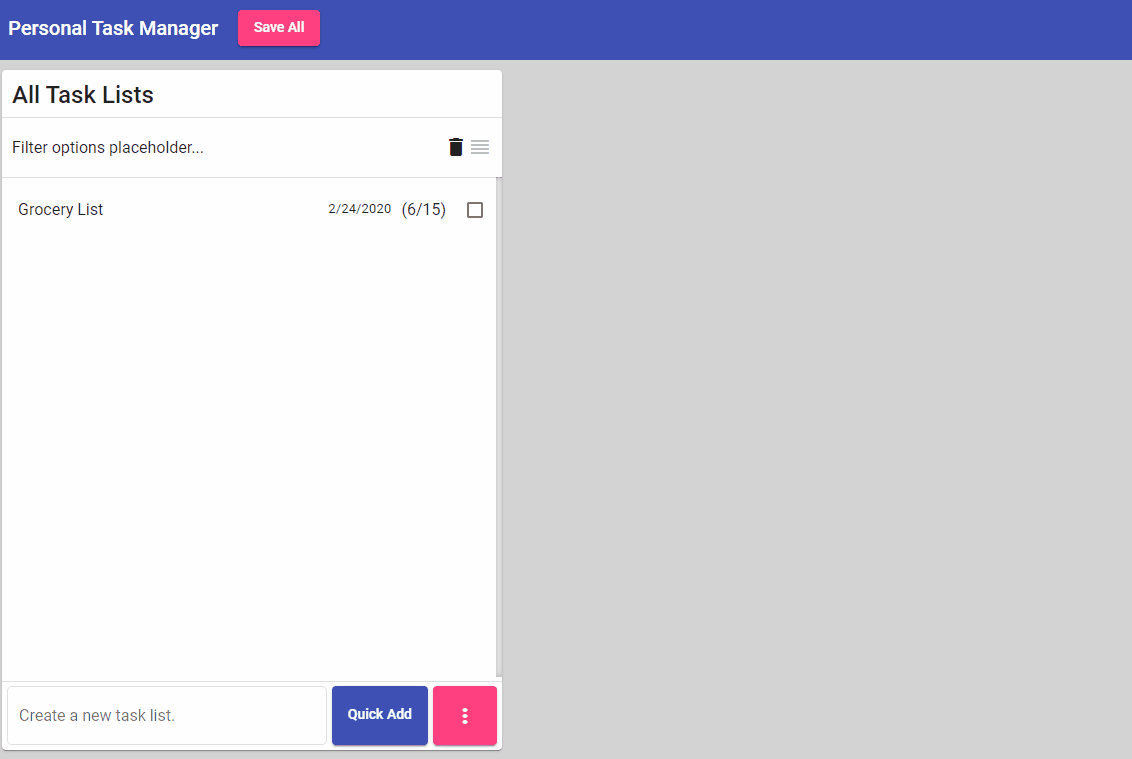 Personal Task Manager Save All
All Task Lists
Filter options placeholder...
Grocery List 2/24/2020 (6/15)
Create a new task list. Quick Add